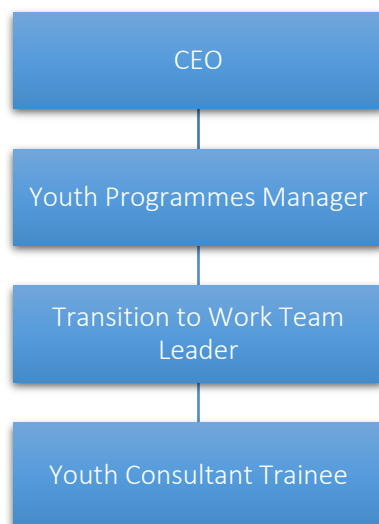 CEO
Youth Programmes Manager
Transition to Work Team
Leader
Youth Consultant Trainee